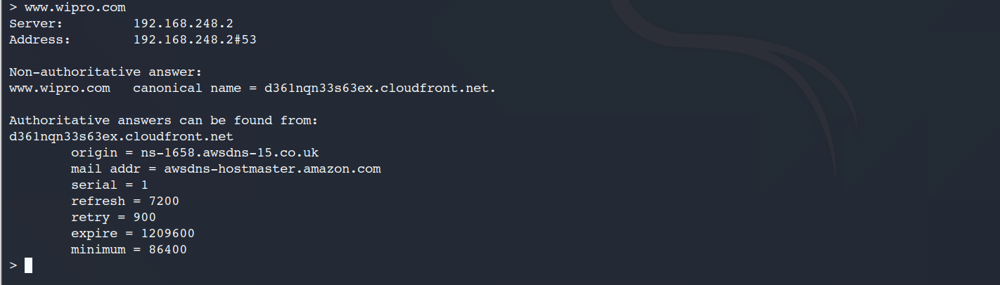 > www.wipro.com
Server:         192.168.248.2
Address:        192.168.248.2#53

Non-authoritative answer:
www.wipro.com   canonical name = d361nqn33s63ex.cloudfront.net.

Authoritative answers can be found from:
d361nqn33s63ex.cloudfront.net
        origin = ns-1658.awsdns-15.co.uk
        mail addr = awsdns-hostmaster.amazon.com
        serial = 1
        refresh = 7200
        retry = 900
        expire = 1209600
        minimum = 86400
>